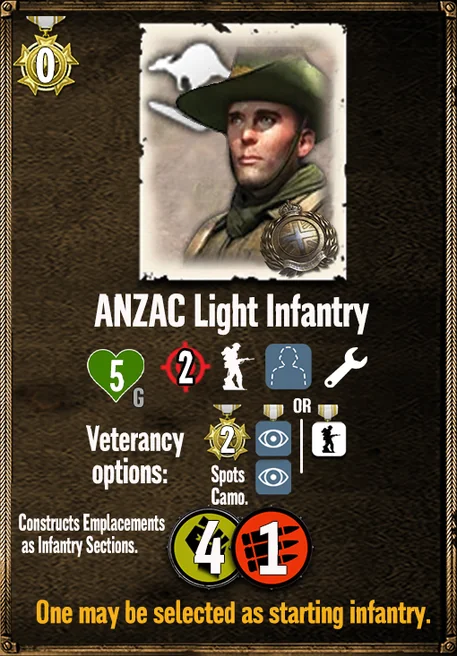 0
ANZAC Light Infantry
5
G
2
OR
Veterancy
options:
2
Spots
Camo.
Constructs Emplacements
as Infantry Sections.
4
1
One may be selected as starting infantry.